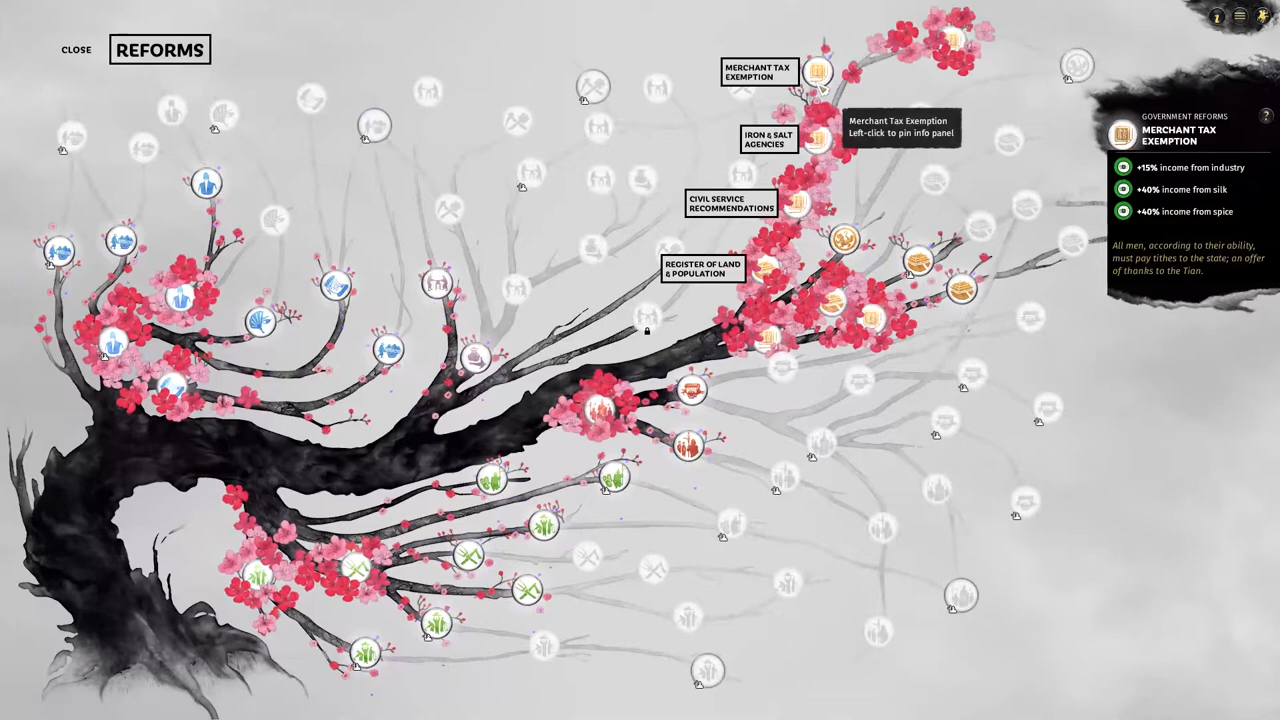 CLOSE
REFORMS
MERCHANT TAX
EXEMPTION
IRON & SALT
AGENCIES
CIVIL SERVICE
RECOMMENDATIONS
REGISTER OF LAND
& POPULATION
Merchant Tax Exemption
Left-click to pin info panel
GOVERNMENT REFORMS
?
MERCHANT TAX
EXEMPTION
+15% income from industry
+40% income from silk
+40% income from spice
All men, according to their ability,
must pay tithes to the state; an offer
of thanks to the Tian.